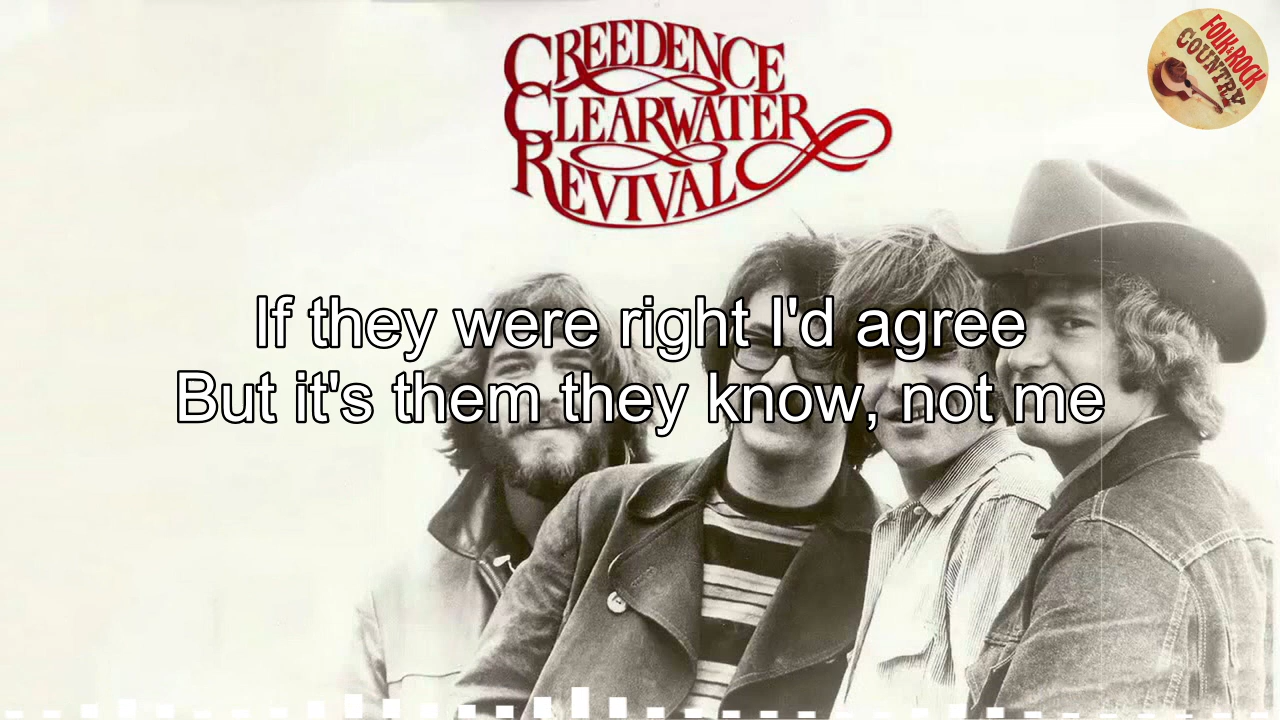 CREEDENCE
CLEARWATER
REVIVAL
FOLK & ROCK
COUNTRY
If they were right I'd agree
But it's them they know, not me